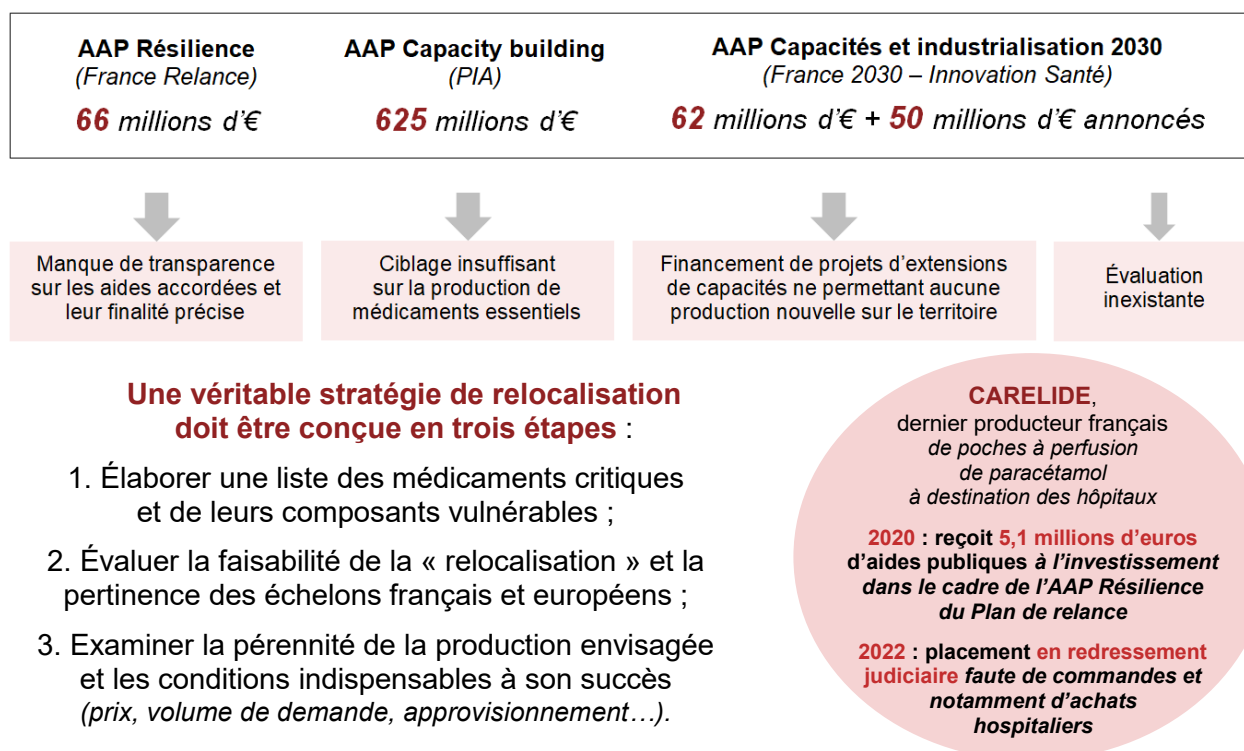 AAP Résilience
(France Relance)
66 millions d'€
AAP Capacity building
(PIA)
625 millions d'€
AAP Capacités et industrialisation 2030
(France 2030 – Innovation Santé)
62 millions d'€ + 50 millions d'€ annoncés
Manque de transparence
sur les aides accordées et
leur finalité précise
Ciblage insuffisant
sur la production de
médicaments essentiels
Financement de projets d'extensions
de capacités ne permettant aucune
production nouvelle sur le territoire
Évaluation
inexistante
Une véritable stratégie de relocalisation
doit être conçue en trois étapes :
1. Élaborer une liste des médicaments critiques
et de leurs composants vulnérables ;
2. Évaluer la faisabilité de la « relocalisation » et la
pertinence des échelons français et européens ;
3. Examiner la pérennité de la production envisagée
et les conditions indispensables à son succès
(prix, volume de demande, approvisionnement…).
CARELIDE,
dernier producteur français
de poches à perfusion
de paracétamol
à destination des hôpitaux
2020 : reçoit 5,1 millions d'euros
d'aides publiques à l'investissement
dans le cadre de l'AAP Résilience
du Plan de relance
2022 : placement en redressement
judiciaire faute de commandes et
notamment d'achats
hospitaliers